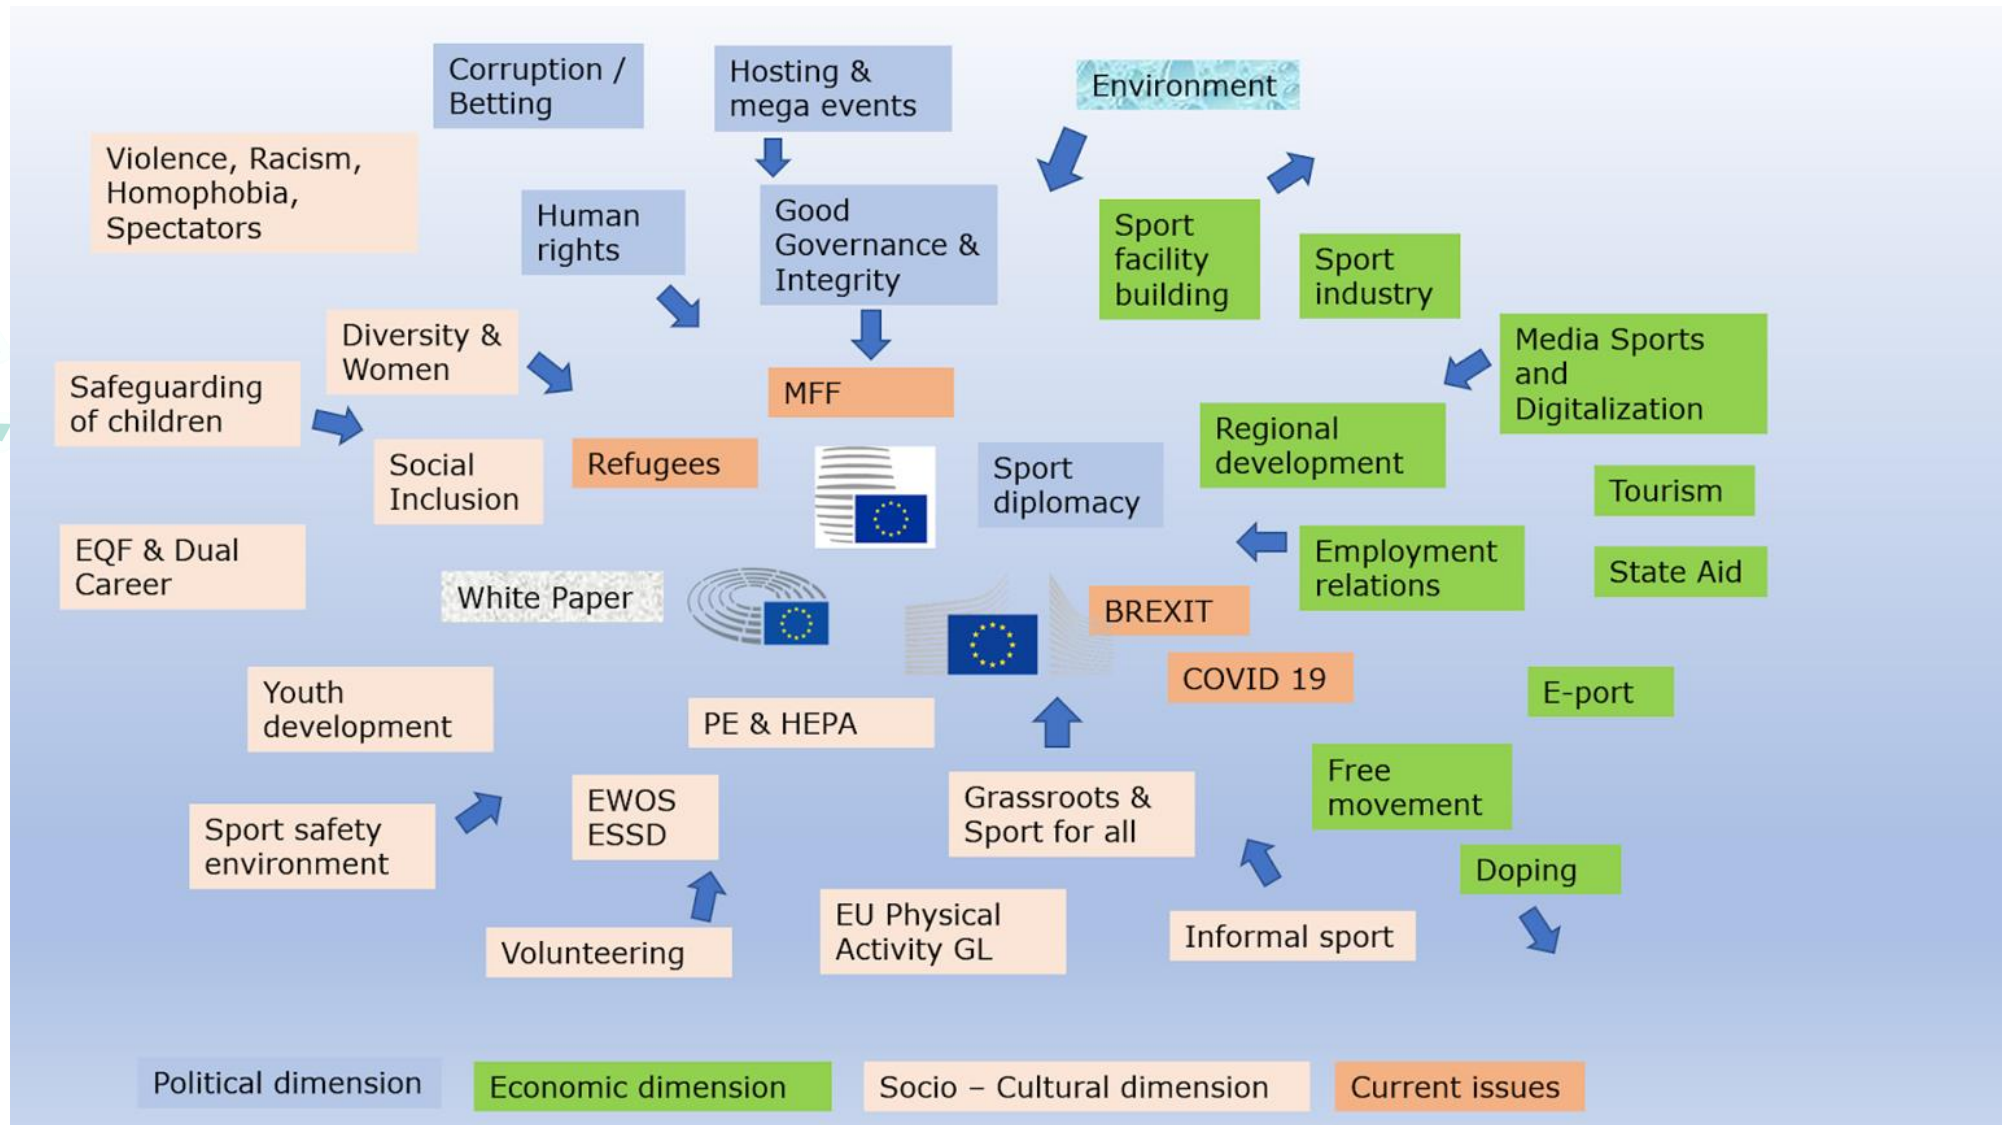 Corruption /
Betting
Hosting &
mega events
Environment
Violence, Racism,
Homophobia,
Spectators
Human
rights
Good
Governance &
Integrity
Sport
facility
building
Sport
industry
Diversity &
Women
Media Sports
and
Digitalization
Safeguarding
of children
MFF
Regional
development
Social
Inclusion
Refugees
Sport
diplomacy
Tourism
EQF & Dual
Career
Employment
relations
State Aid
White Paper
BREXIT
COVID 19
Youth
development
PE & HEPA
E-port
Free
movement
Sport safety
environment
EWOS
ESSD
Grassroots &
Sport for all
Doping
Volunteering
EU Physical
Activity GL
Informal sport
Political dimension
Economic dimension
Socio – Cultural dimension
Current issues